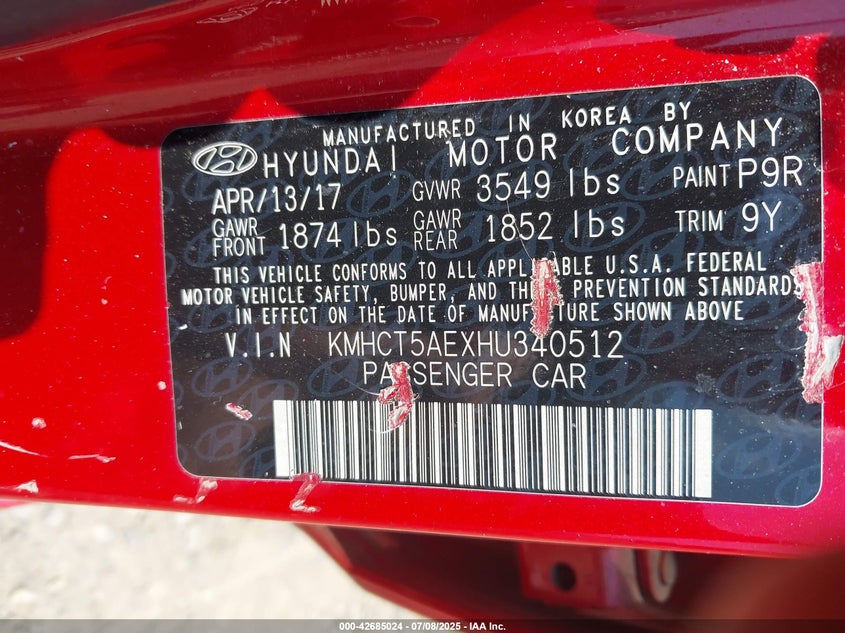 MANUFACTURED IN KOREA BY
HYUNDAI MOTOR COMPANY
APR/13/17 GVWR 3549 lbs PAINT P9R
GAWR FRONT 1874 lbs GAWR REAR 1852 lbs TRIM 9Y
THIS VEHICLE CONFORMS TO ALL APPLICABLE U.S.A. FEDERAL
MOTOR VEHICLE SAFETY, BUMPER, AND THEFT PREVENTION STANDARDS
IN EFFECT ON THE DATE OF MANUFACTURE SHOWN ABOVE
V.I.N KMHCT5AEXHU340512
PASSENGER CAR
000-42685024 | 07/08/2025 | ©IAA Inc.